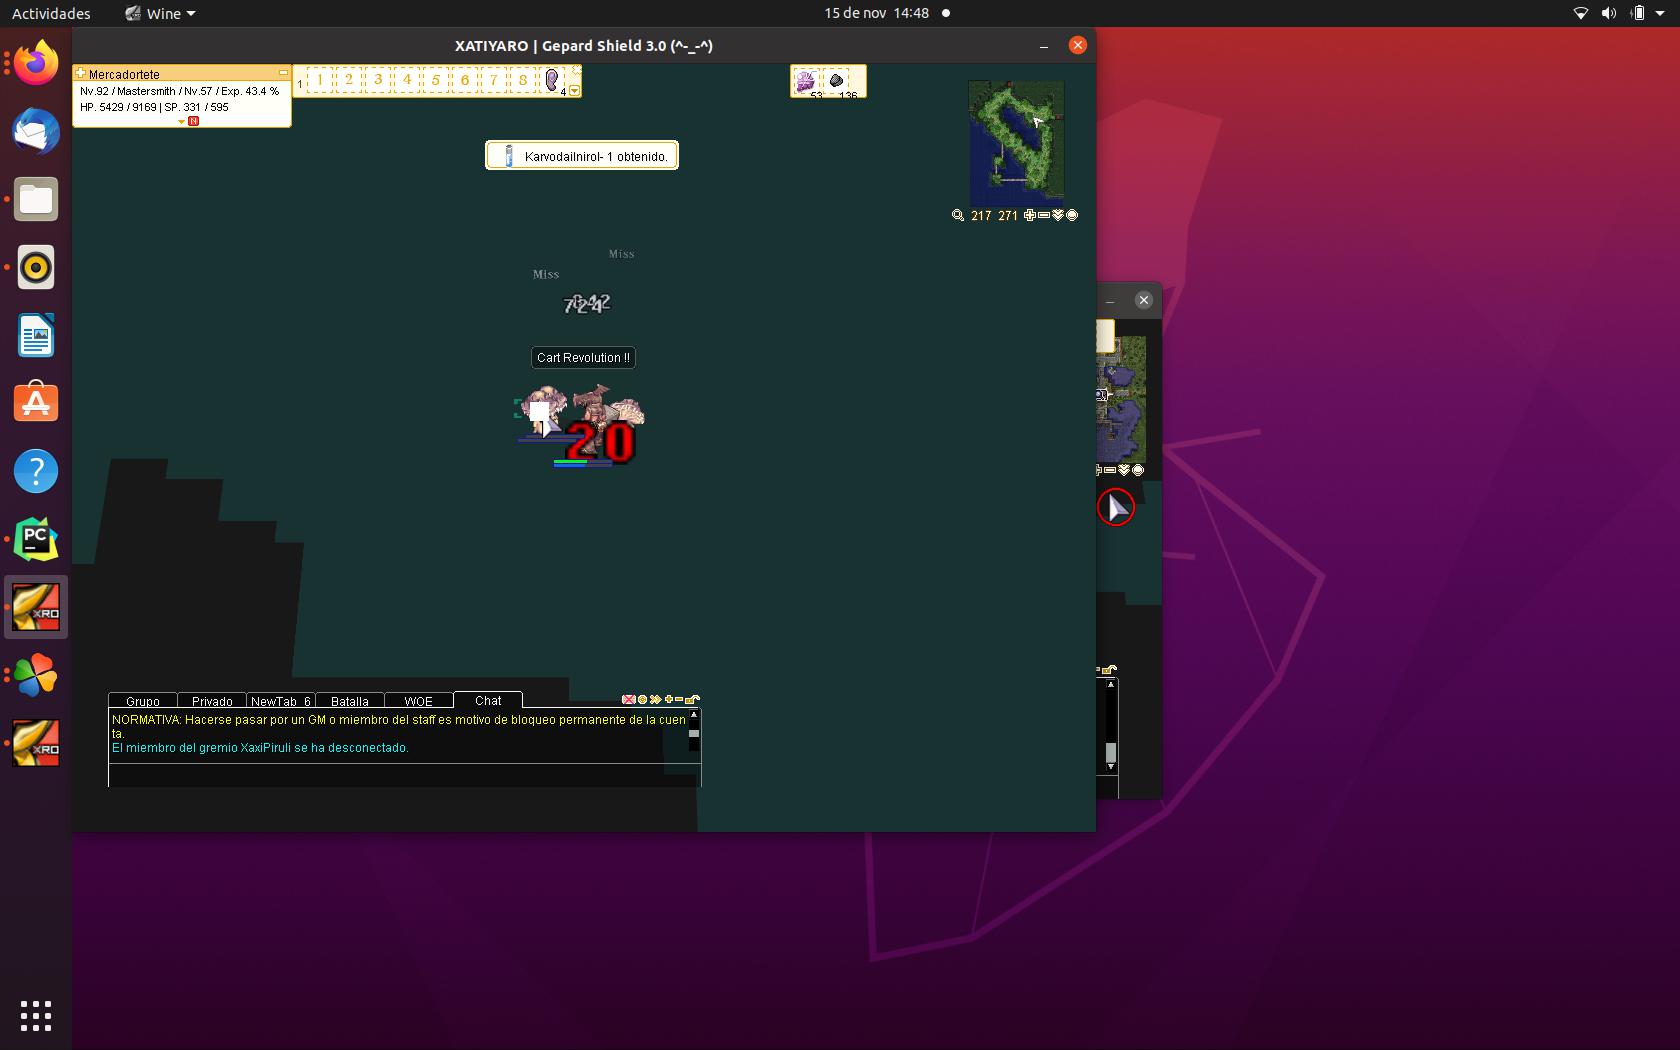 Actividades
Wine
15 de nov 14:48
XATIYARO | Gepard Shield 3.0 (^-_-^)
Mercadortete
Nv.92 / Mastersmith / Nv.57 / Exp. 43.4 %
HP. 5429 / 9169 | SP. 331 / 595
N
1 1 2 3 4 5 6 7 8 4
53 136
Karvodailnirol- 1 obtenido.
217 271
Miss
Miss
Cart Revolution !!
20
PC
XRO
XRO
Grupo Privado NewTab 6 Batalla WOE Chat
NORMATIVA: Hacerse pasar por un GM o miembro del staff es motivo de bloqueo permanente de la cuen
ta.
El miembro del gremio XaxiPiruli se ha desconectado.